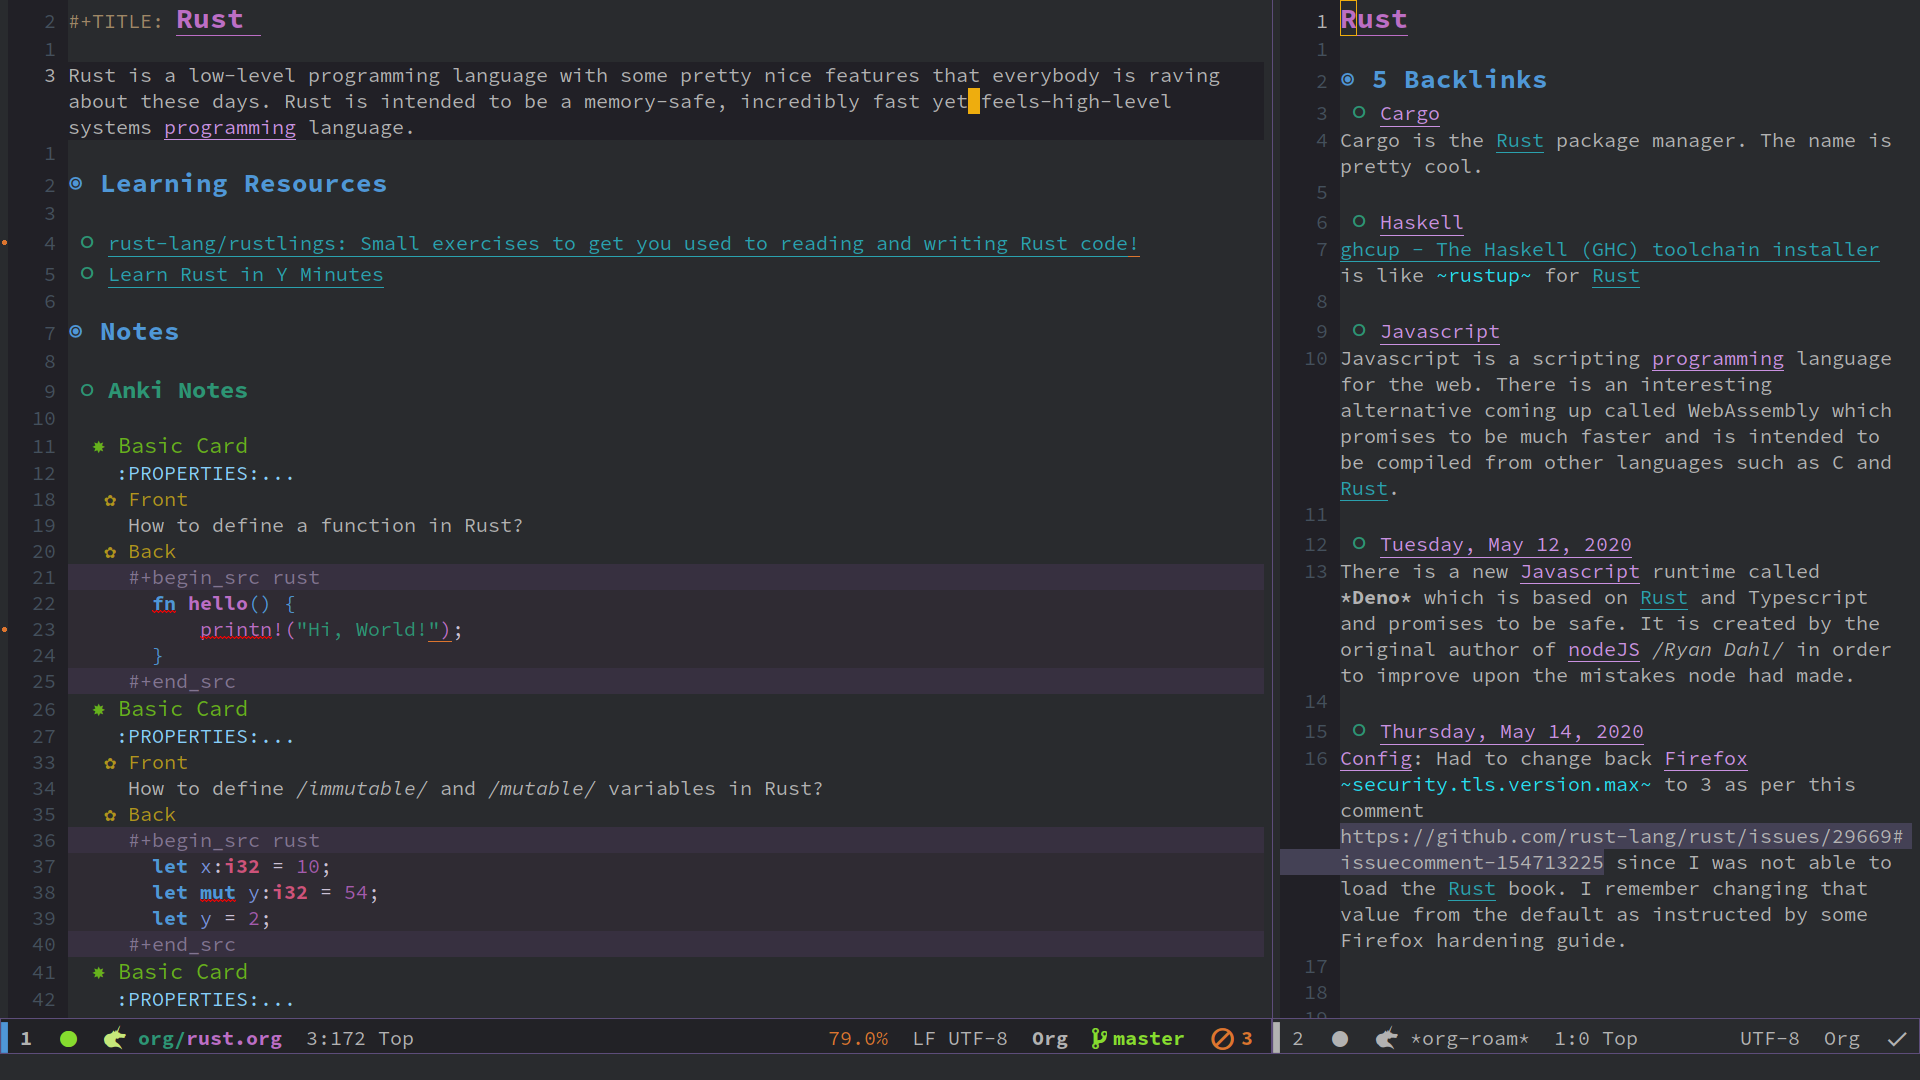 2 #+TITLE: Rust
1
3 Rust is a low-level programming language with some pretty nice features that everybody is raving
about these days. Rust is intended to be a memory-safe, incredibly fast yet feels-high-level
systems programming language.
1
2 Learning Resources
3
4 rust-lang/rustlings: Small exercises to get you used to reading and writing Rust code!
5 Learn Rust in Y Minutes
6
7 Notes
8
9 Anki Notes
10
11 Basic Card
12 :PROPERTIES:...
18 Front
19 How to define a function in Rust?
20 Back
21 #+begin_src rust
22 fn hello() {
23 printn!("Hi, World!");
24 }
25 #+end_src
26 Basic Card
27 :PROPERTIES:...
33 Front
34 How to define /immutable/ and /mutable/ variables in Rust?
35 Back
36 #+begin_src rust
37 let x:i32 = 10;
38 let mut y:i32 = 54;
39 let y = 2;
40 #+end_src
41 Basic Card
42 :PROPERTIES:...
1 org/rust.org 3:172 Top 79.0% LF UTF-8 Org master 3
1 Rust
1
2 5 Backlinks
3 Cargo
4 Cargo is the Rust package manager. The name is
pretty cool.
5
6 Haskell
7 ghcup - The Haskell (GHC) toolchain installer
is like ~rustup~ for Rust
8
9 Javascript
10 Javascript is a scripting programming language
for the web. There is an interesting
alternative coming up called WebAssembly which
promises to be much faster and is intended to
be compiled from other languages such as C and
Rust.
11
12 Tuesday, May 12, 2020
13 There is a new Javascript runtime called
*Deno* which is based on Rust and Typescript
and promises to be safe. It is created by the
original author of nodeJS /Ryan Dahl/ in order
to improve upon the mistakes node had made.
14
15 Thursday, May 14, 2020
16 Config: Had to change back Firefox
~security.tls.version.max~ to 3 as per this
comment
https://github.com/rust-lang/rust/issues/29669#
issuecomment-154713225 since I was not able to
load the Rust book. I remember changing that
value from the default as instructed by some
Firefox hardening guide.
17
18
19
2 *org-roam* 1:0 Top UTF-8 Org